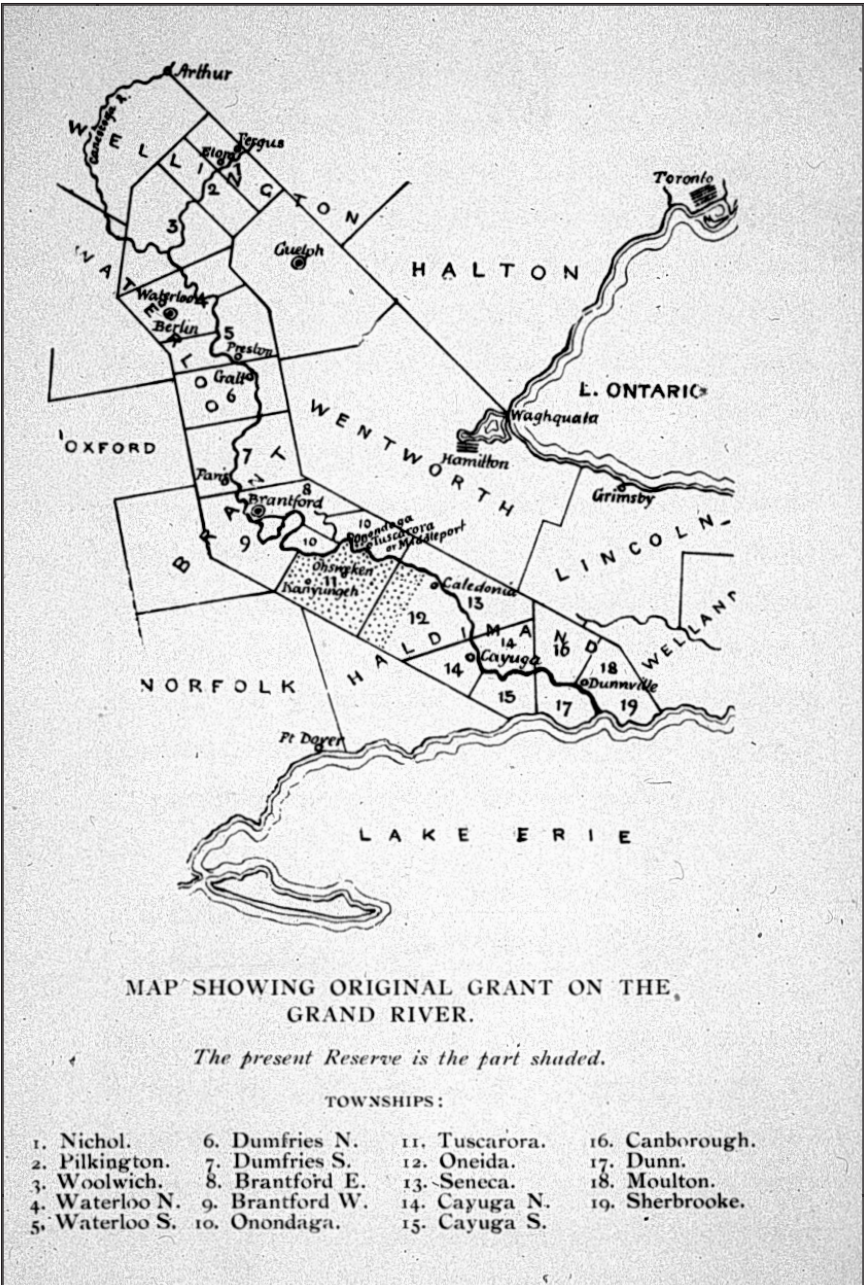 Arthur
Canestoga R.
WELLINGTON
Fergus
Elora
2
3
Toronto
Guelph
HALTON
WATERLOO
Waterloo
Berlin
5
Preston
Galt
6
L. ONTARIO
Waghquata
WENTWORTH
OXFORD
Hamilton
Grimsby
7
Paris
BRANT
8
Brantford
LINCOLN
10
Onondaga
Tuscarora
or Middleport
9
10
Ohsweken
11
Kanyungeh
Caledonia
13
12
HALDIMAND
WELLAND
14
16
14
Cayuga
18
Dunnville
NORFOLK
15
17
19
Pt Dover
LAKE ERIE
MAP SHOWING ORIGINAL GRANT ON THE
GRAND RIVER.
The present Reserve is the part shaded.
TOWNSHIPS:
1. Nichol. 6. Dumfries N. 11. Tuscarora. 16. Canborough.
2. Pilkington. 7. Dumfries S. 12. Oneida. 17. Dunn.
3. Woolwich. 8. Brantford E. 13. Seneca. 18. Moulton.
4. Waterloo N. 9. Brantford W. 14. Cayuga N. 19. Sherbrooke.
5. Waterloo S. 10. Onondaga. 15. Cayuga S.